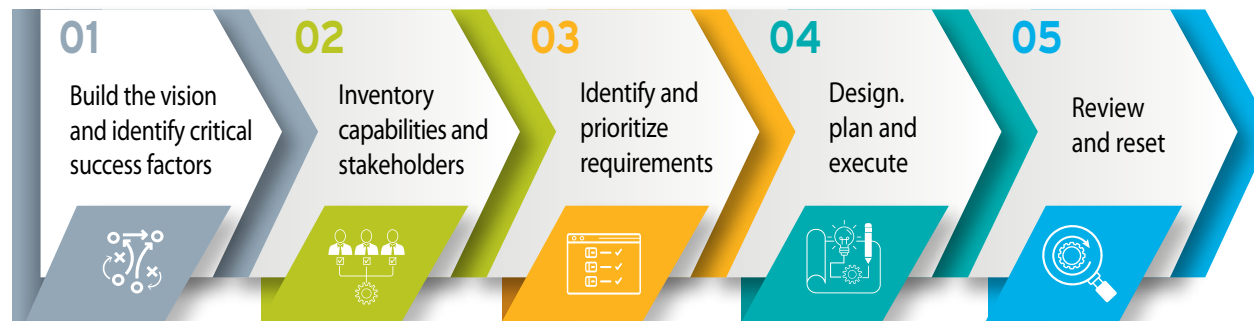 01
Build the vision
and identify critical
success factors
02
Inventory
capabilities and
stakeholders
03
Identify and
prioritize
requirements
04
Design.
plan and
execute
05
Review
and reset